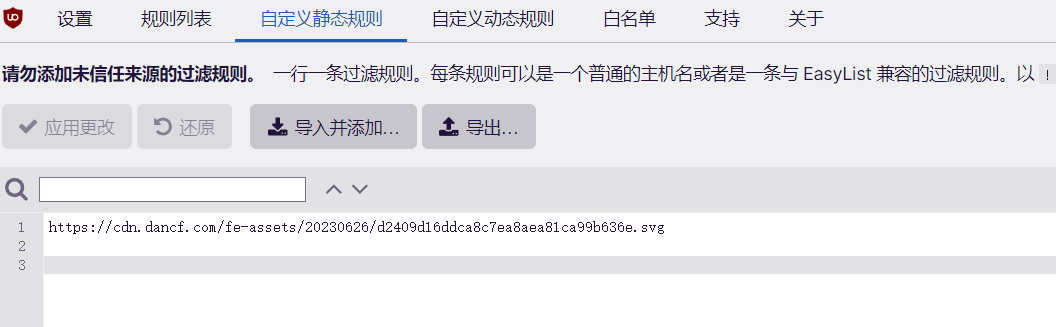 设置 规则列表 自定义静态规则 自定义动态规则 白名单 支持 关于
请勿添加未信任来源的过滤规则。 一行一条过滤规则。每条规则可以是一个普通的主机名或者是一条与 EasyList 兼容的过滤规则。以 !
应用更改 还原 导入并添加... 导出...
1 https://cdn.dancf.com/fe-assets/20230626/d2409d16ddca8c7ea8aea81ca99b636e.svg
2
3